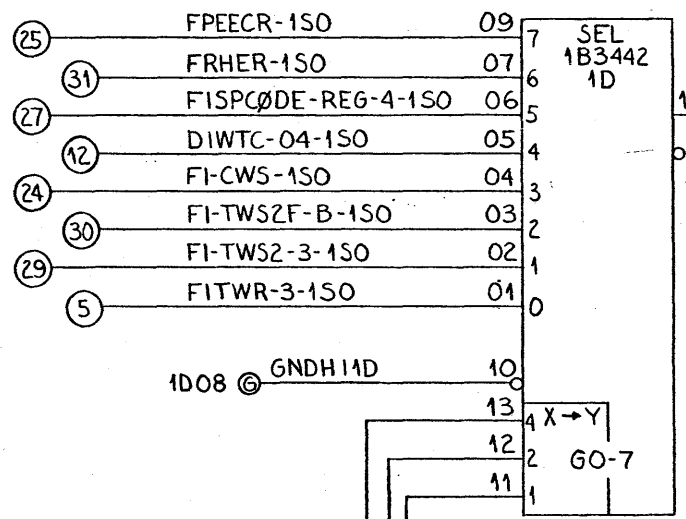 25 FPEECR-1SO 09 7 SEL
1B3442
1D
31 FRHER-1SO 07 6
27 FISPCØDE-REG-4-1SO 06 5 1
12 DIWTC-04-1SO 05 4
24 FI-CWS-1SO 04 3
30 FI-TWS2F-B-1SO 03 2
29 FI-TWS2-3-1SO 02 1
5 FITWR-3-1SO 01 0
1D08 G GNDHI1D 10
13 4 X→Y
12 2 GO-7
11 1